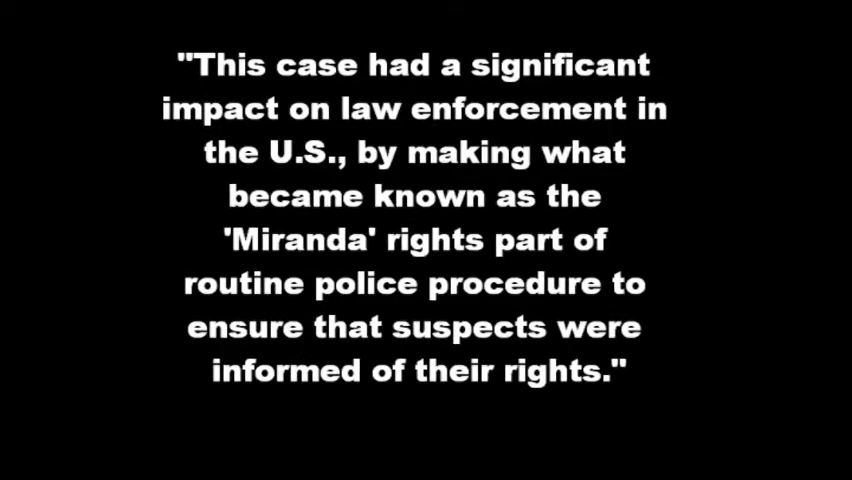 "This case had a significant
impact on law enforcement in
the U.S., by making what
became known as the
'Miranda' rights part of
routine police procedure to
ensure that suspects were
informed of their rights."